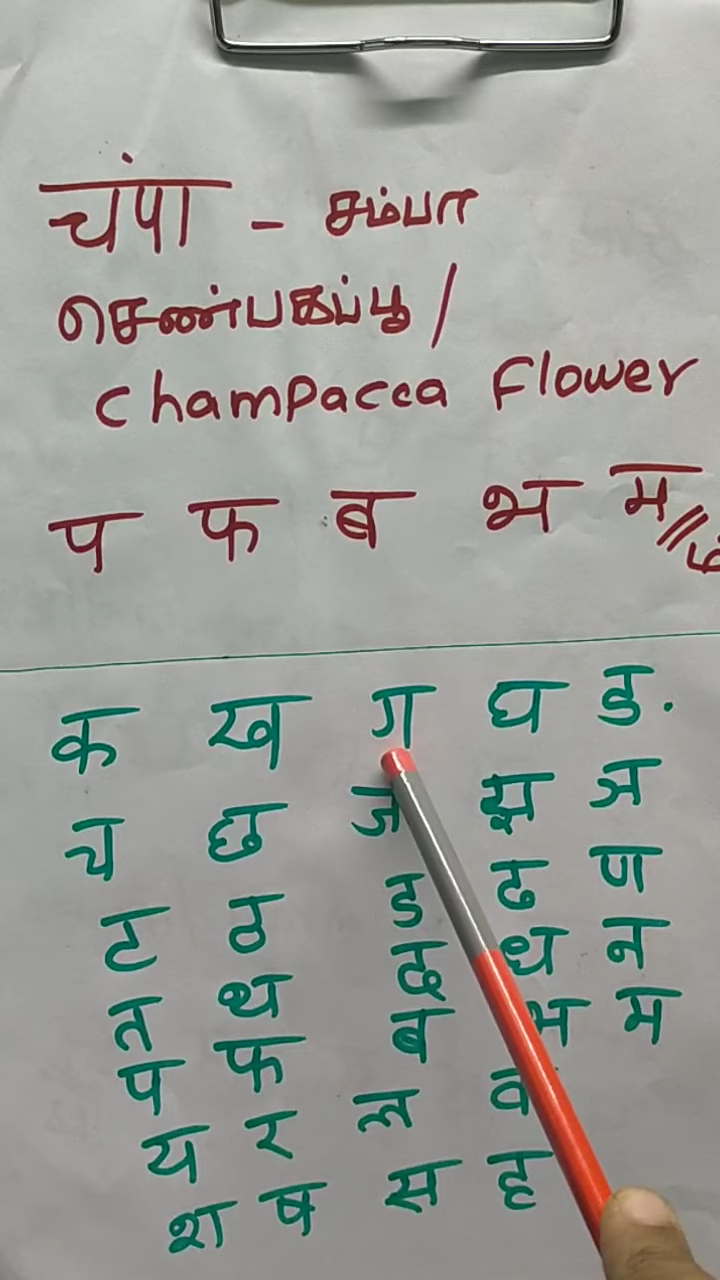 चंपा - சம்பா
செண்பகப்பூ /
Champacca Flower
प फ ब भ म //
क ख ग घ ङ
च छ ज झ ञ
ट ठ ड ढ ण
त थ द ध न
प फ ब भ म
य र ल व
श ष स ह